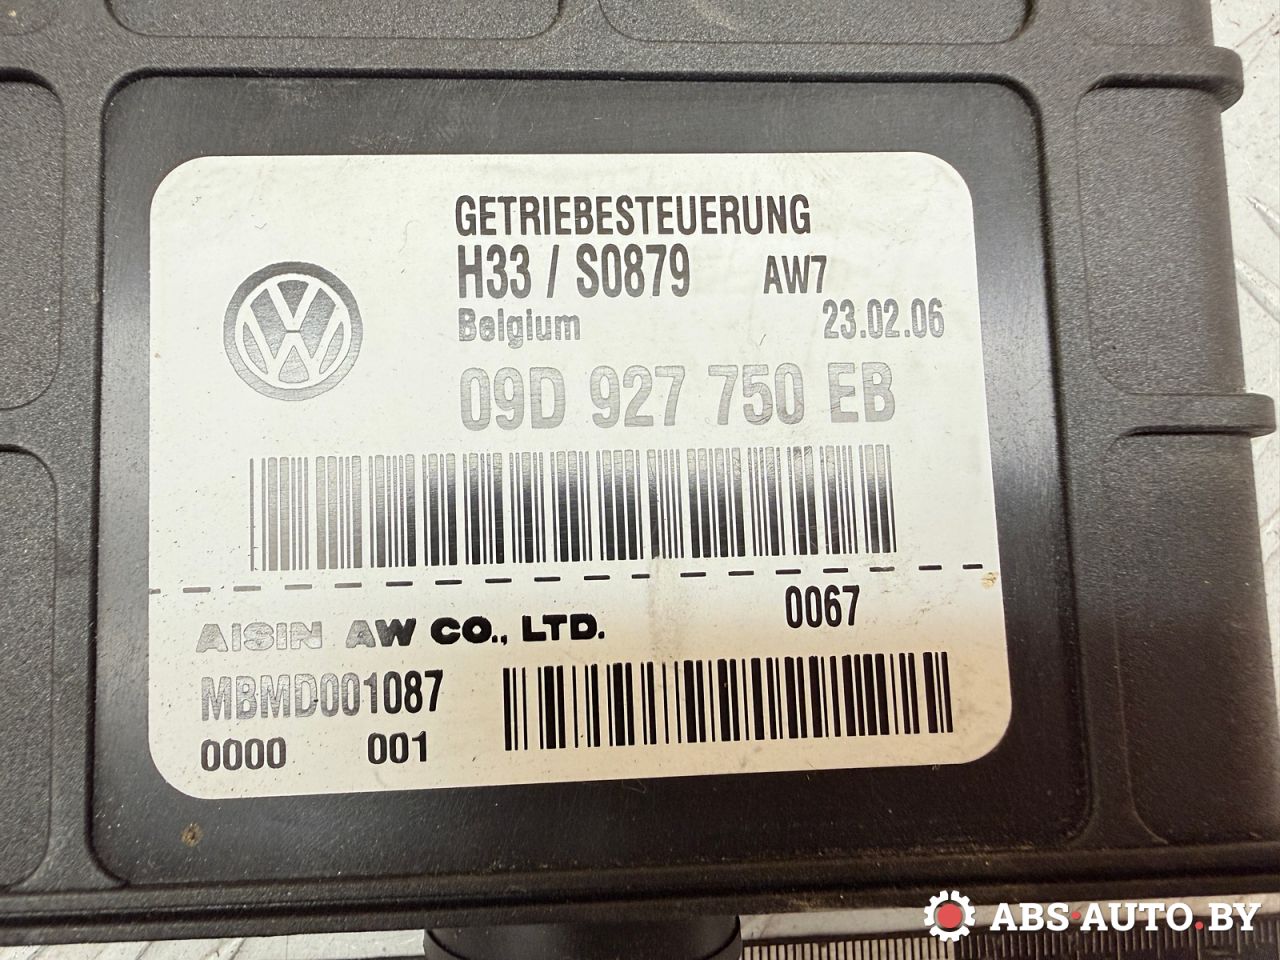 GETRIEBESTEUERUNG
H33 / S0879 AW7
Belgium 23.02.06
09D 927 750 EB
0067
AISIN AW CO., LTD.
MBMD001087
0000 001
ABS-AUTO.BY